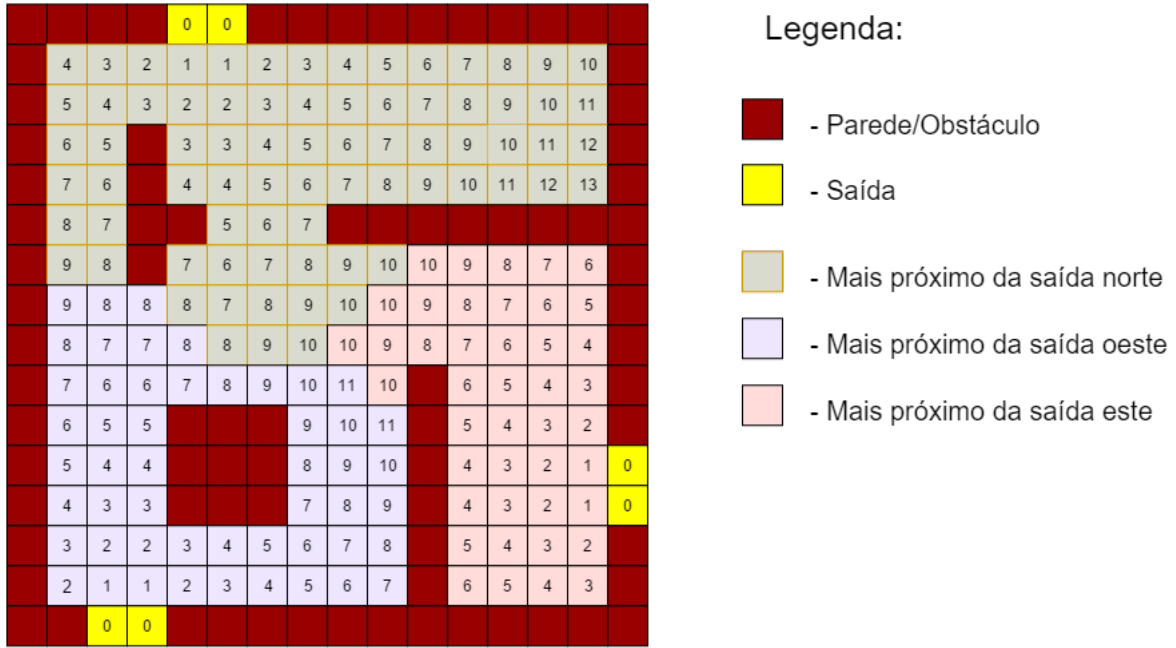 0 0
4 3 2 1 1 2 3 4 5 6 7 8 9 10
5 4 3 2 2 3 4 5 6 7 8 9 10 11
6 5 3 3 4 5 6 7 8 9 10 11 12
7 6 4 4 5 6 7 8 9 10 11 12 13
8 7 5 6 7
9 8 7 6 7 8 9 10 10 9 8 7 6
9 8 8 8 7 8 9 10 10 9 8 7 6 5
8 7 7 8 8 9 10 10 9 8 7 6 5 4
7 6 6 7 8 9 10 11 10 6 5 4 3
6 5 5 9 10 11 5 4 3 2
5 4 4 8 9 10 4 3 2 1 0
4 3 3 7 8 9 4 3 2 1 0
3 2 2 3 4 5 6 7 8 5 4 3 2
2 1 1 2 3 4 5 6 7 6 5 4 3
0 0
Legenda:
- Parede/Obstáculo
- Saída
- Mais próximo da saída norte
- Mais próximo da saída oeste
- Mais próximo da saída este